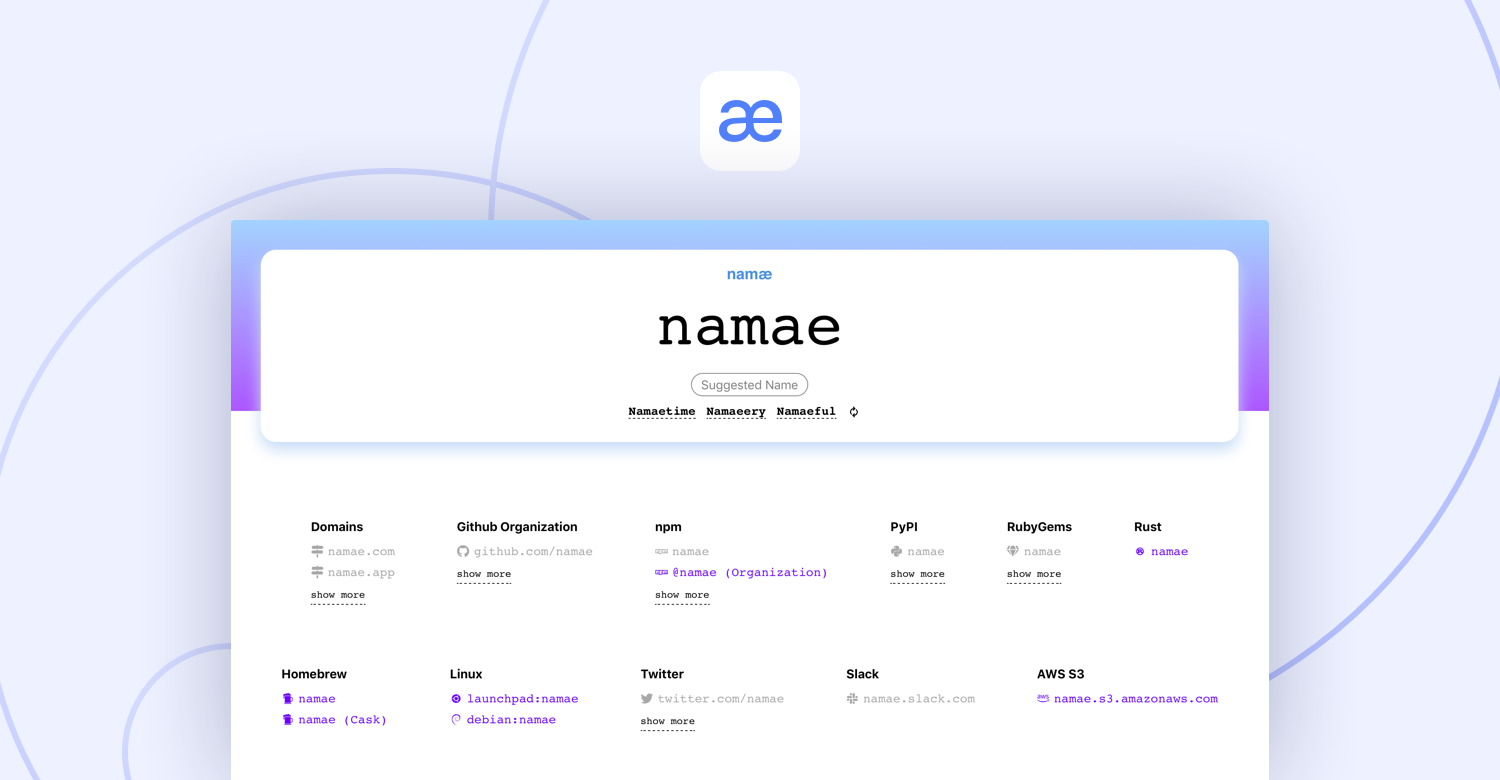 æ
namæ
namae
Suggested Name
Namaetime Namaeery Namaeful
Domains
namae.com
namae.app
show more
Github Organization
github.com/namae
show more
npm
namae
@namae (Organization)
show more
PyPI
namae
show more
RubyGems
namae
show more
Rust
namae
Homebrew
namae
namae (Cask)
Linux
launchpad:namae
debian:namae
Twitter
twitter.com/namae
show more
Slack
namae.slack.com
AWS S3
aws namae.s3.amazonaws.com